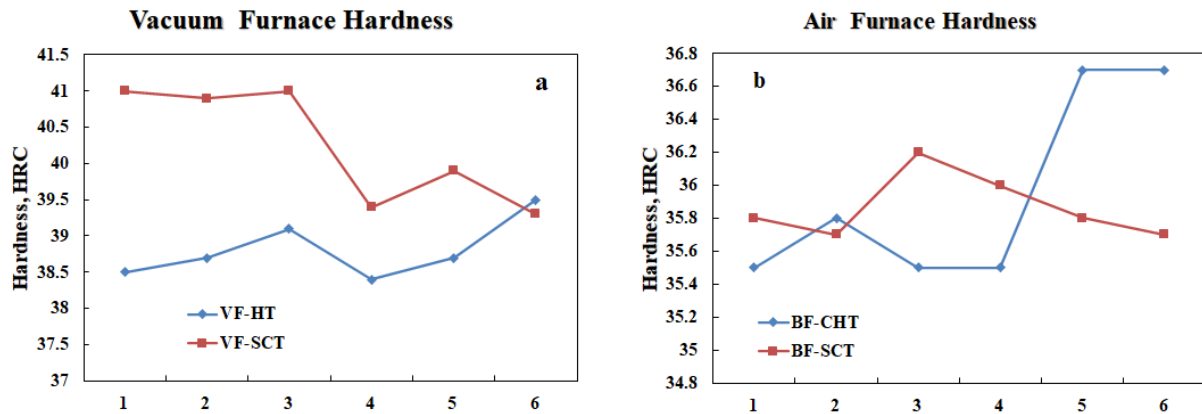 Vacuum Furnace Hardness
a
Hardness, HRC
41.5
41
40.5
40
39.5
39
38.5
38
37.5
37
VF-HT
VF-SCT
1 2 3 4 5 6
Air Furnace Hardness
b
Hardness, HRC
36.8
36.6
36.4
36.2
36
35.8
35.6
35.4
35.2
35
34.8
BF-CHT
BF-SCT
1 2 3 4 5 6